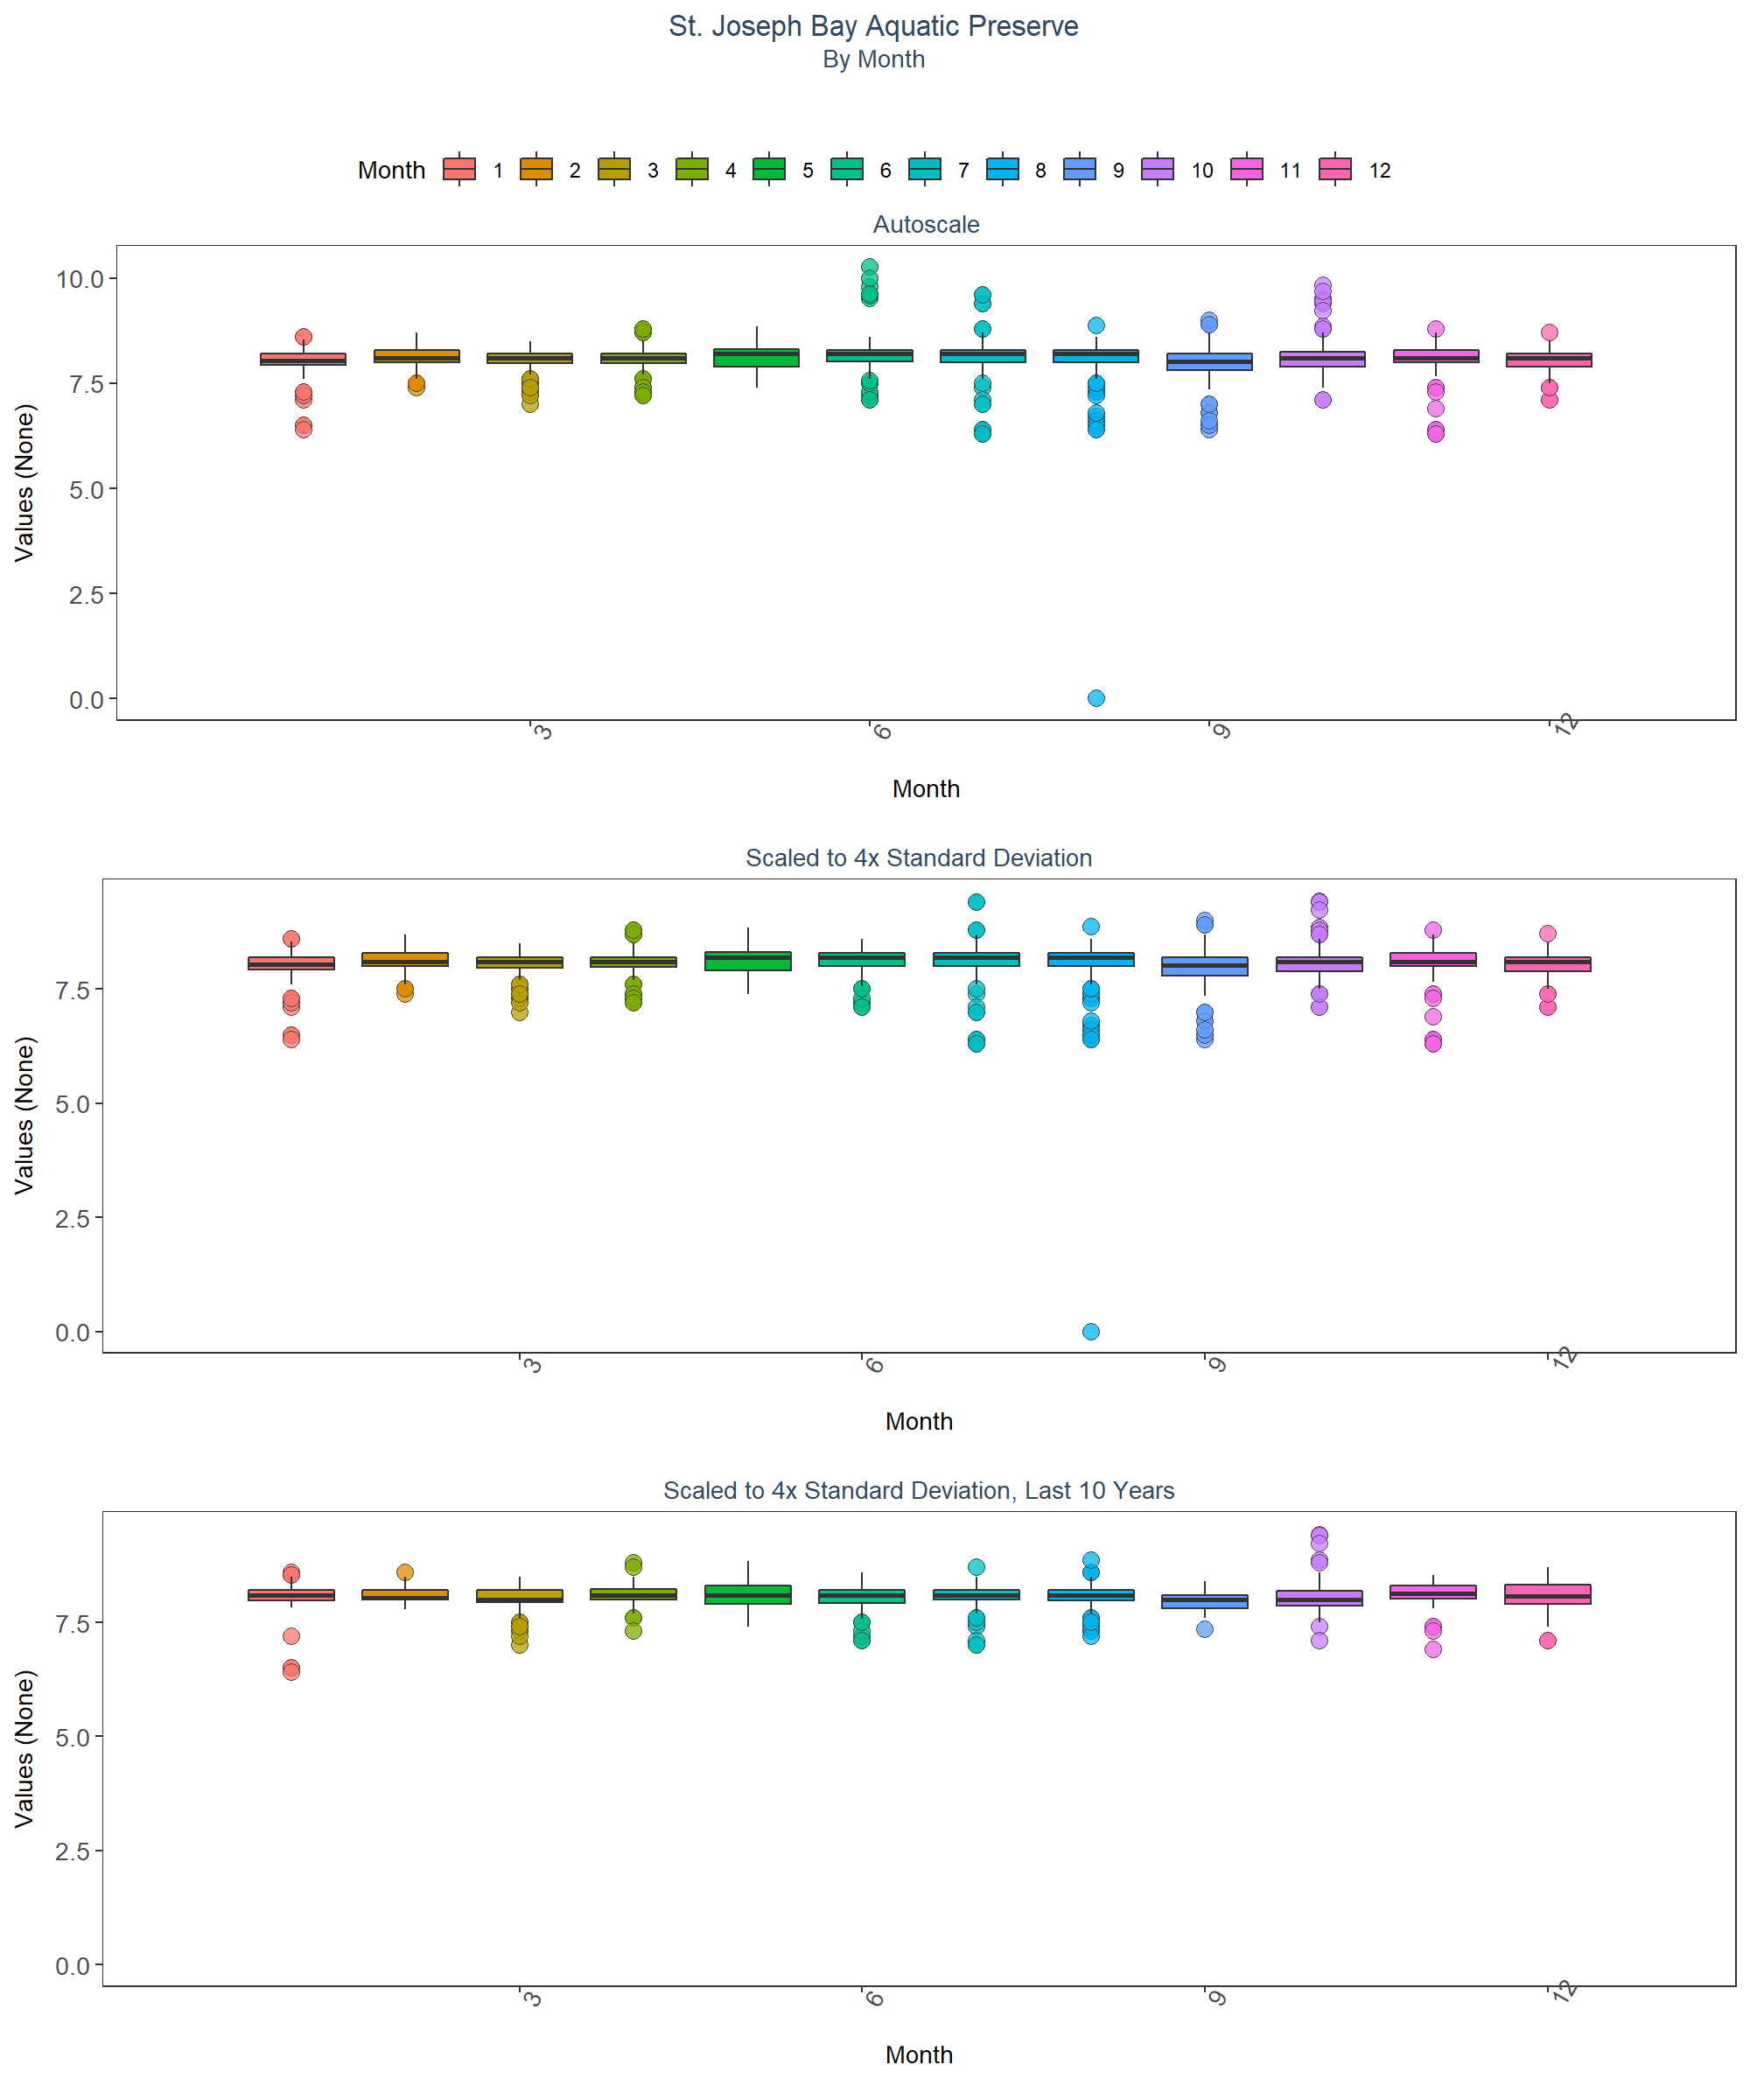 St. Joseph Bay Aquatic Preserve
By Month
Month 1 2 3 4 5 6 7 8 9 10 11 12
Autoscale
Values (None)
10.0
7.5
5.0
2.5
0.0
3 6 9 12
Month
Scaled to 4x Standard Deviation
Values (None)
7.5
5.0
2.5
0.0
3 6 9 12
Month
Scaled to 4x Standard Deviation, Last 10 Years
Values (None)
7.5
5.0
2.5
0.0
3 6 9 12
Month